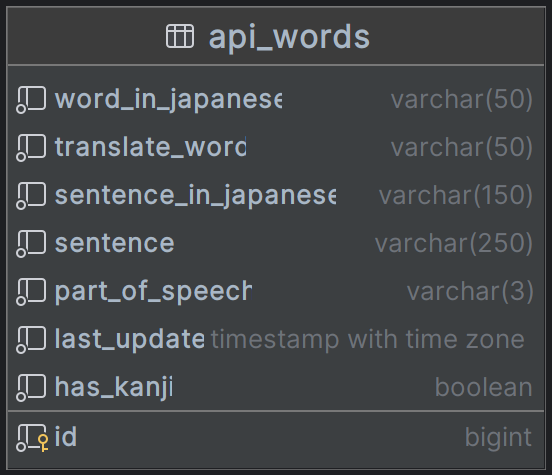 api_words
word_in_japanese varchar(50)
translate_word varchar(50)
sentence_in_japanese varchar(150)
sentence varchar(250)
part_of_speech varchar(3)
last_update timestamp with time zone
has_kanji boolean
id bigint